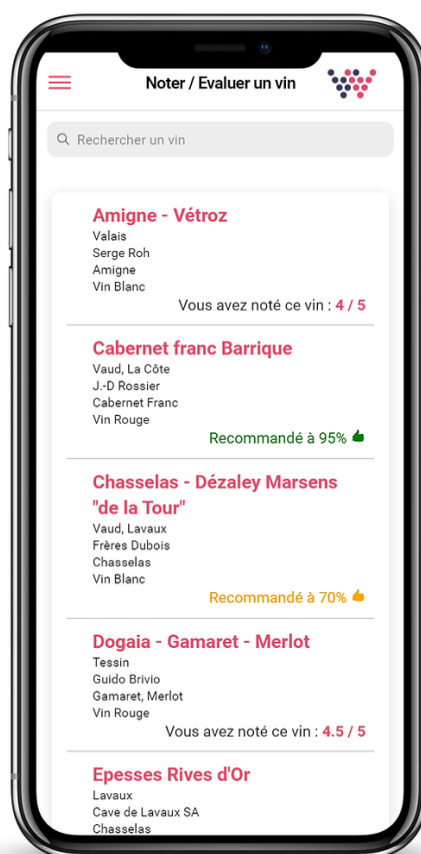 Noter / Evaluer un vin
Rechercher un vin
Amigne - Vétroz
Valais
Serge Roh
Amigne
Vin Blanc
Vous avez noté ce vin : 4 / 5
Cabernet franc Barrique
Vaud, La Côte
J.-D Rossier
Cabernet Franc
Vin Rouge
Recommandé à 95%
Chasselas - Dézaley Marsens
"de la Tour"
Vaud, Lavaux
Frères Dubois
Chasselas
Vin Blanc
Recommandé à 70%
Dogaia - Gamaret - Merlot
Tessin
Guido Brivio
Gamaret, Merlot
Vin Rouge
Vous avez noté ce vin : 4.5 / 5
Epesses Rives d'Or
Lavaux
Cave de Lavaux SA
Chasselas